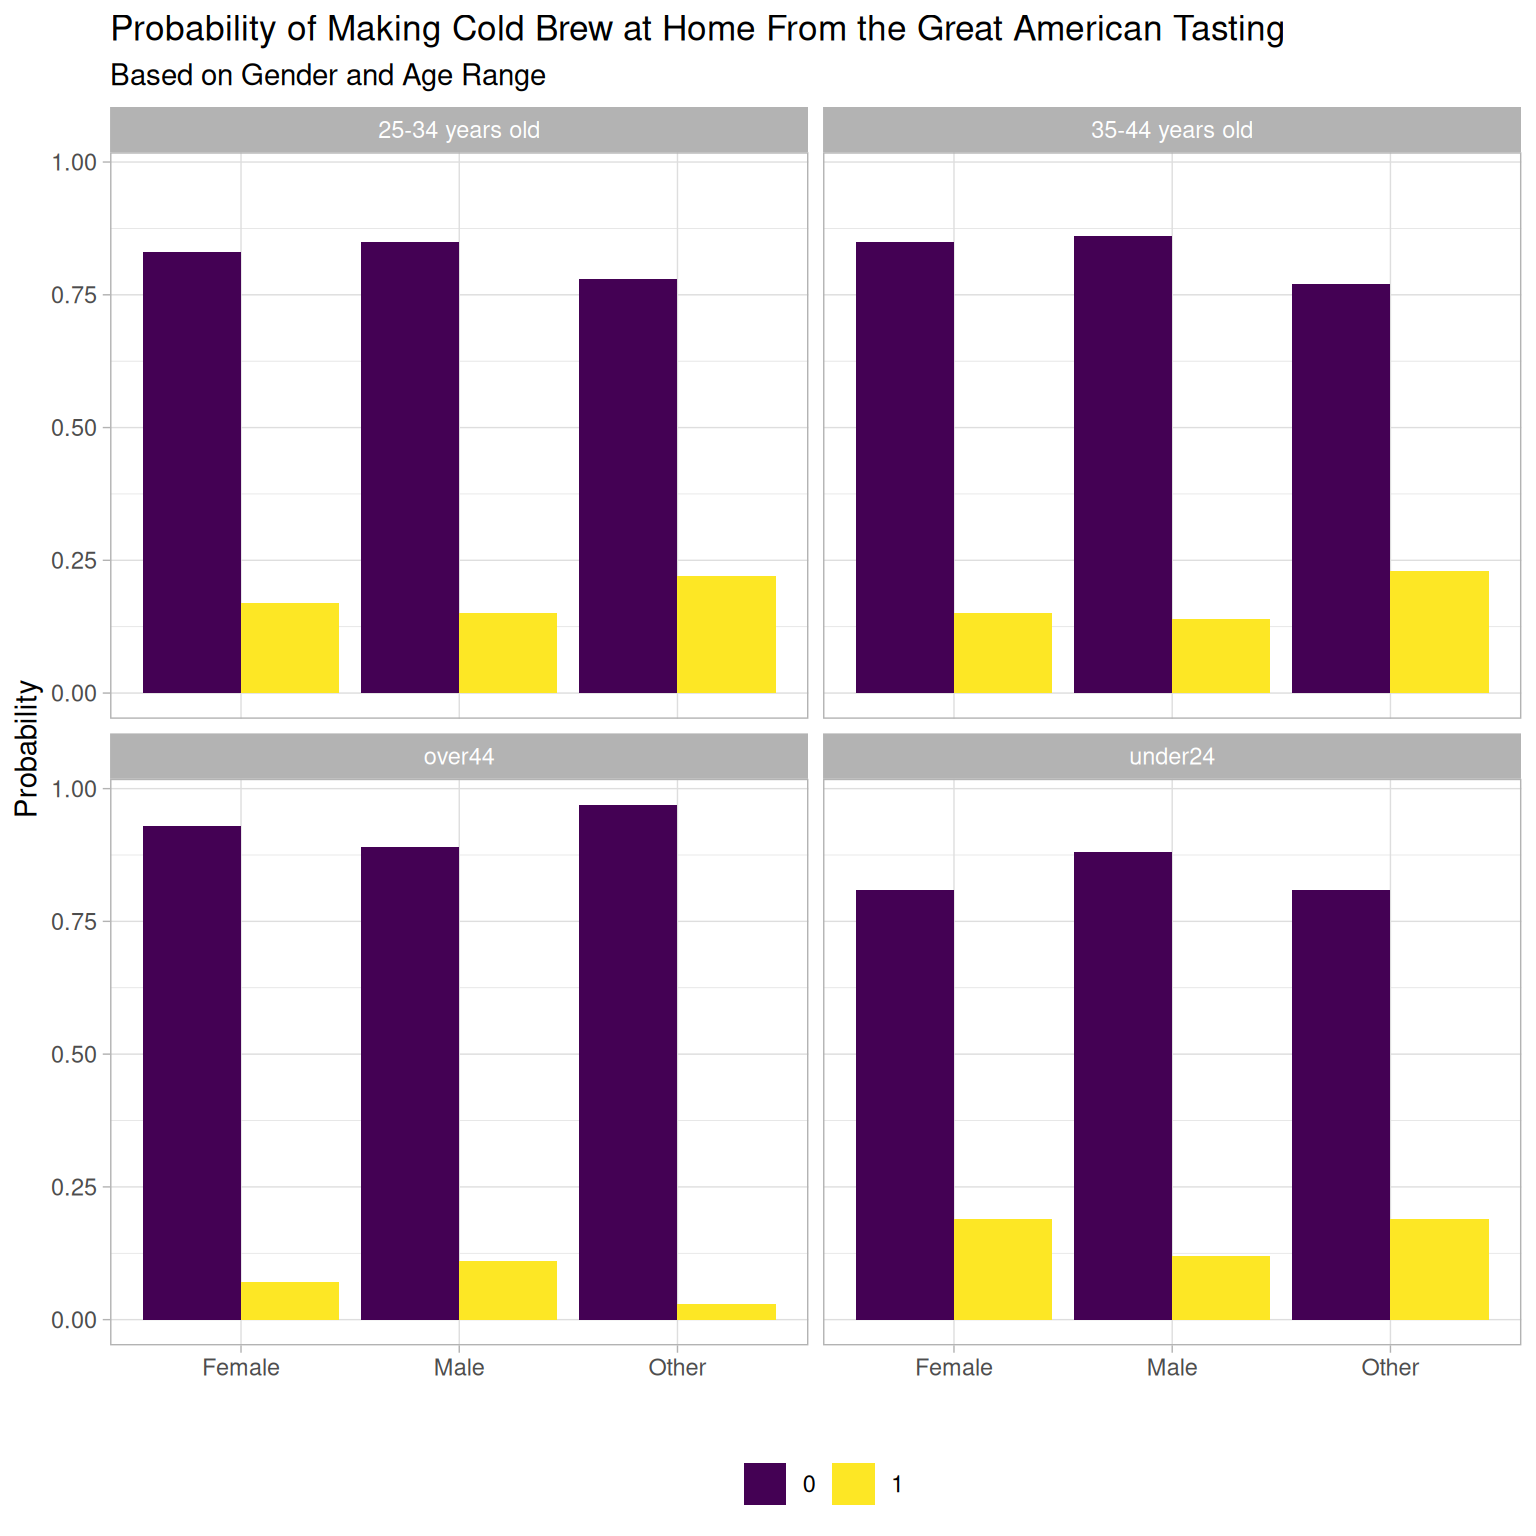 Probability of Making Cold Brew at Home From the Great American Tasting
Based on Gender and Age Range
25-34 years old
35-44 years old
1.00
0.75
0.50
0.25
0.00
Probability
over44
under24
1.00
0.75
0.50
0.25
0.00
Female Male Other Female Male Other
0 1